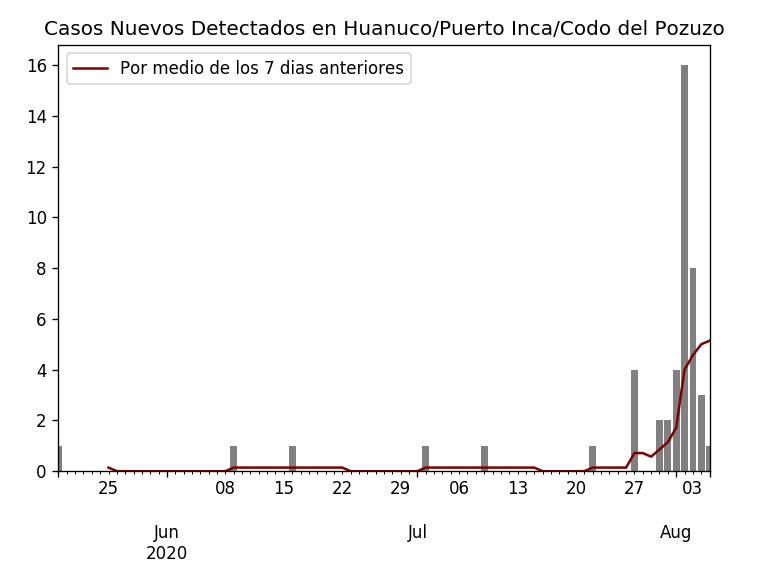 Casos Nuevos Detectados en Huanuco/Puerto Inca/Codo del Pozuzo
Por medio de los 7 dias anteriores
16
14
12
10
8
6
4
2
0
25 08 15 22 29 06 13 20 27 03
Jun Jul Aug
2020